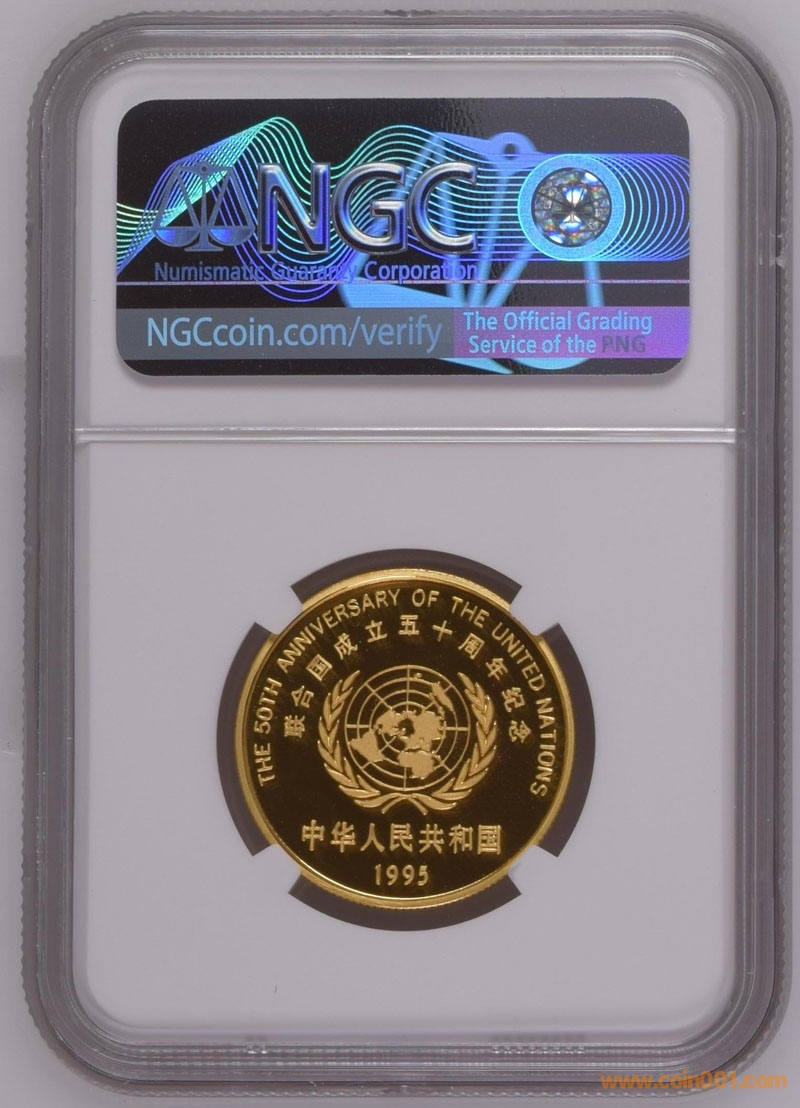 NGC
Numismatic Guaranty Corporation
NGCcoin.com/verify
The Official Grading
Service of the PNG
THE 50TH ANNIVERSARY OF THE UNITED NATIONS
联合国成立五十周年纪念
中华人民共和国
1995
www.coin001.com